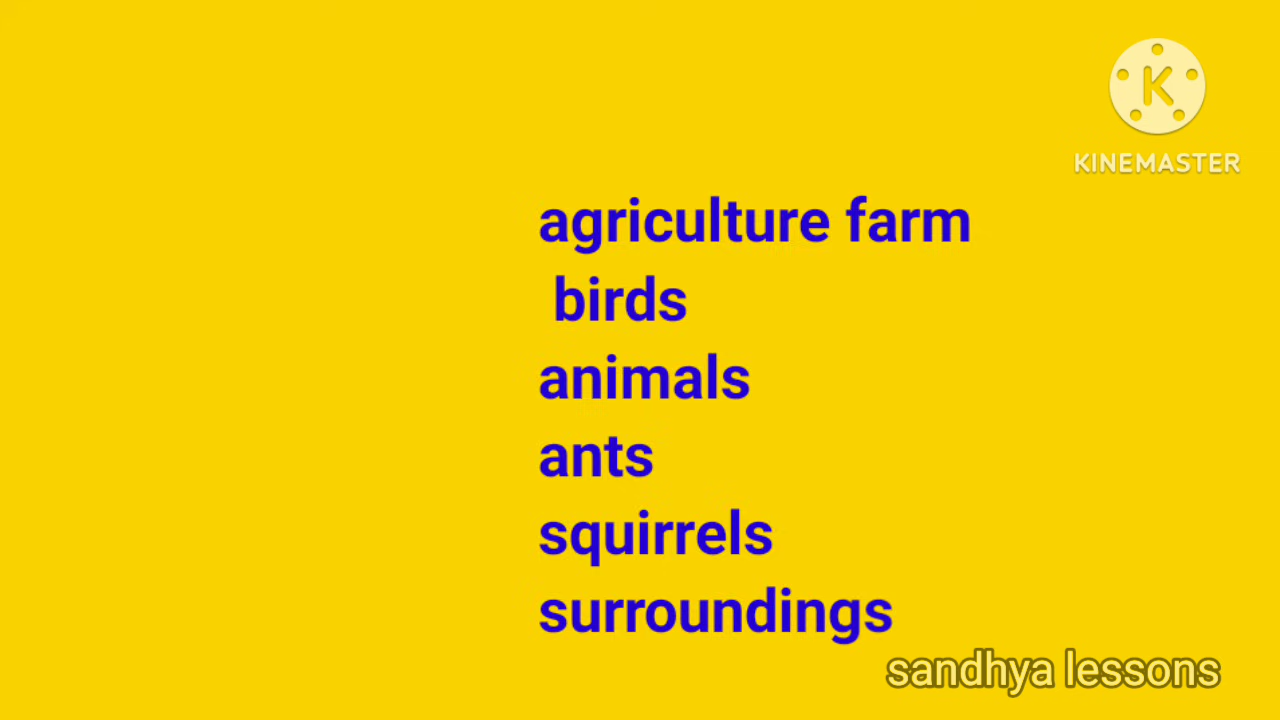 K
KINEMASTER
agriculture farm
birds
animals
ants
squirrels
surroundings
sandhya lessons